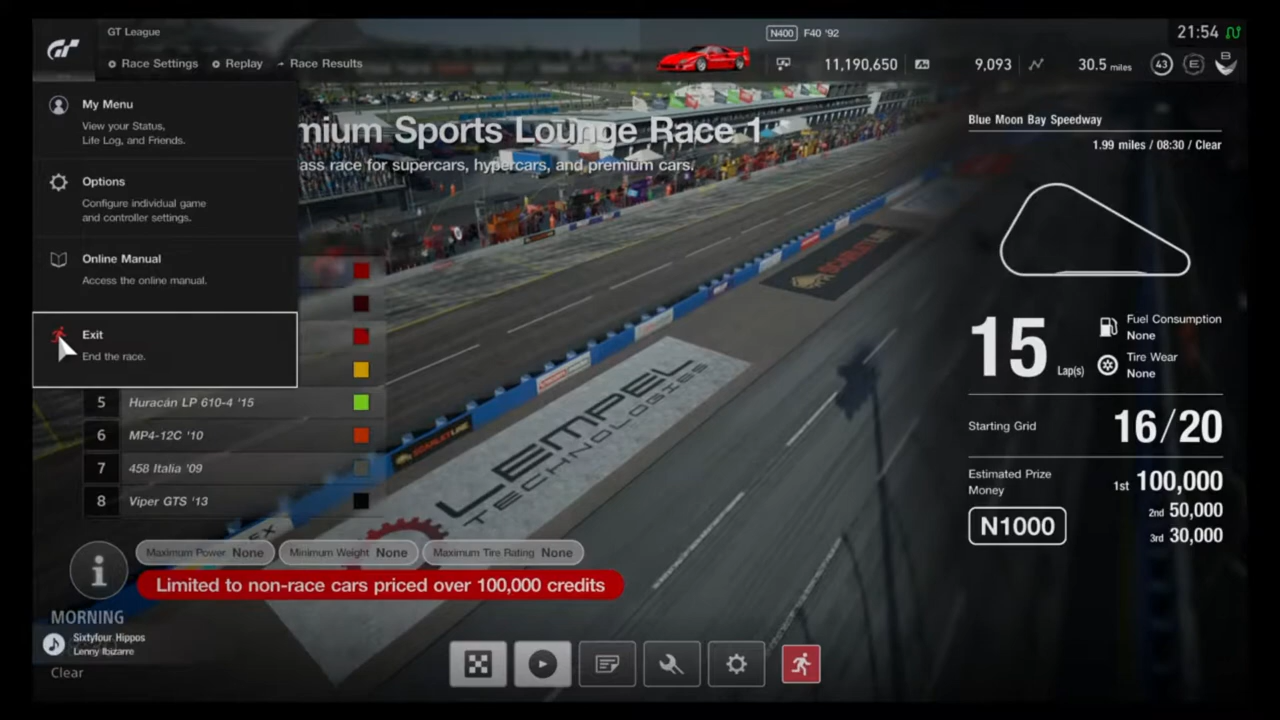 GT League
N400 F40 '92
21:54
Race Settings Replay Race Results
11,190,650 9,093 30.5 miles 43 E B
My Menu
View your Status,
Life Log, and Friends.
Options
Configure individual game
and controller settings.
Online Manual
Access the online manual.
Exit
End the race.
mium Sports Lounge Race 1
ass race for supercars, hypercars, and premium cars.
5 Huracán LP 610-4 '15
6 MP4-12C '10
7 458 Italia '09
8 Viper GTS '13
LEMPEL
TECHNOLOGIES
Blue Moon Bay Speedway
1.99 miles / 08:30 / Clear
15 Lap(s)
Fuel Consumption
None
Tire Wear
None
Starting Grid 16/20
Estimated Prize
Money
N1000
1st 100,000
2nd 50,000
3rd 30,000
Maximum Power None Minimum Weight None Maximum Tire Rating None
Limited to non-race cars priced over 100,000 credits
MORNING
Sixtyfour Hippos
Lenny Ibizarre
Clear